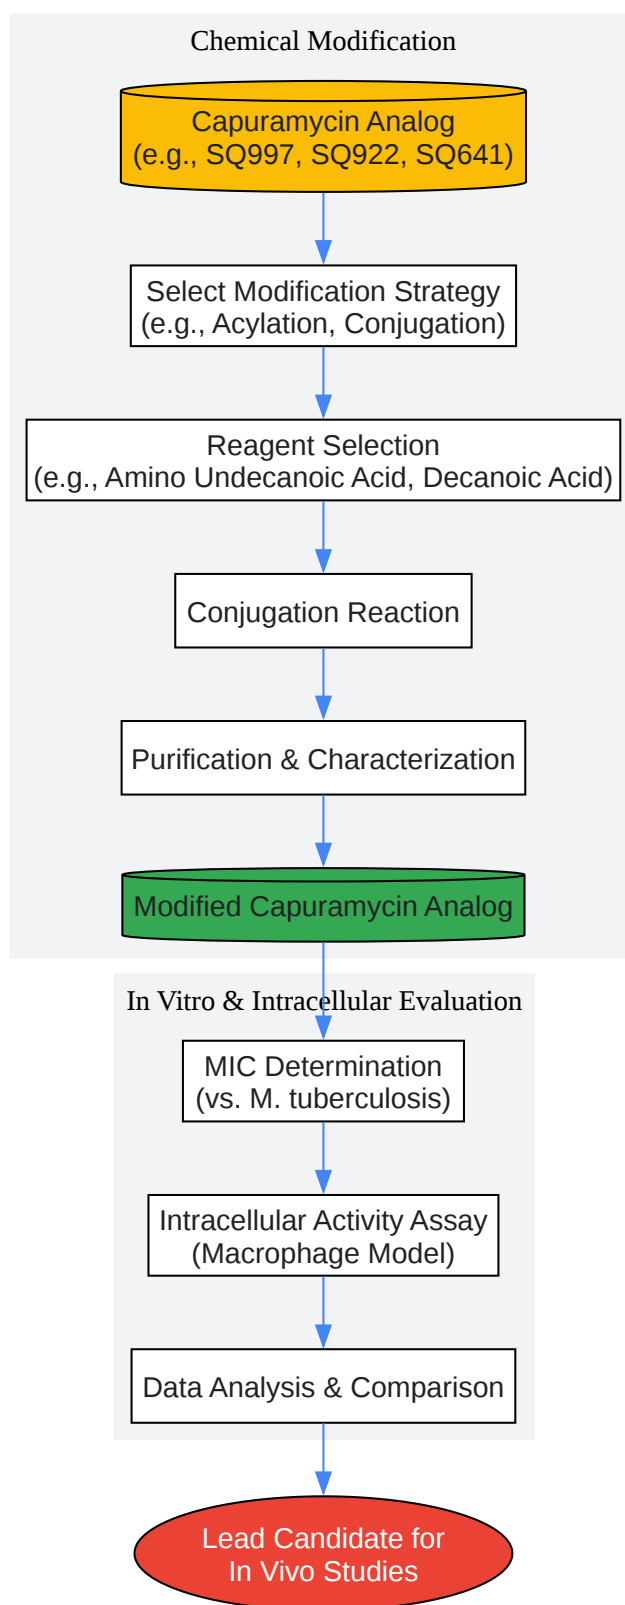 Chemical Modification
Capuramycin Analog
(e.g., SQ997, SQ922, SQ641)
Select Modification Strategy
(e.g., Acylation, Conjugation)
Reagent Selection
(e.g., Amino Undecanoic Acid, Decanoic Acid)
Conjugation Reaction
Purification & Characterization
Modified Capuramycin Analog
In Vitro & Intracellular Evaluation
MIC Determination
(vs. M. tuberculosis)
Intracellular Activity Assay
(Macrophage Model)
Data Analysis & Comparison
Lead Candidate for
In Vivo Studies